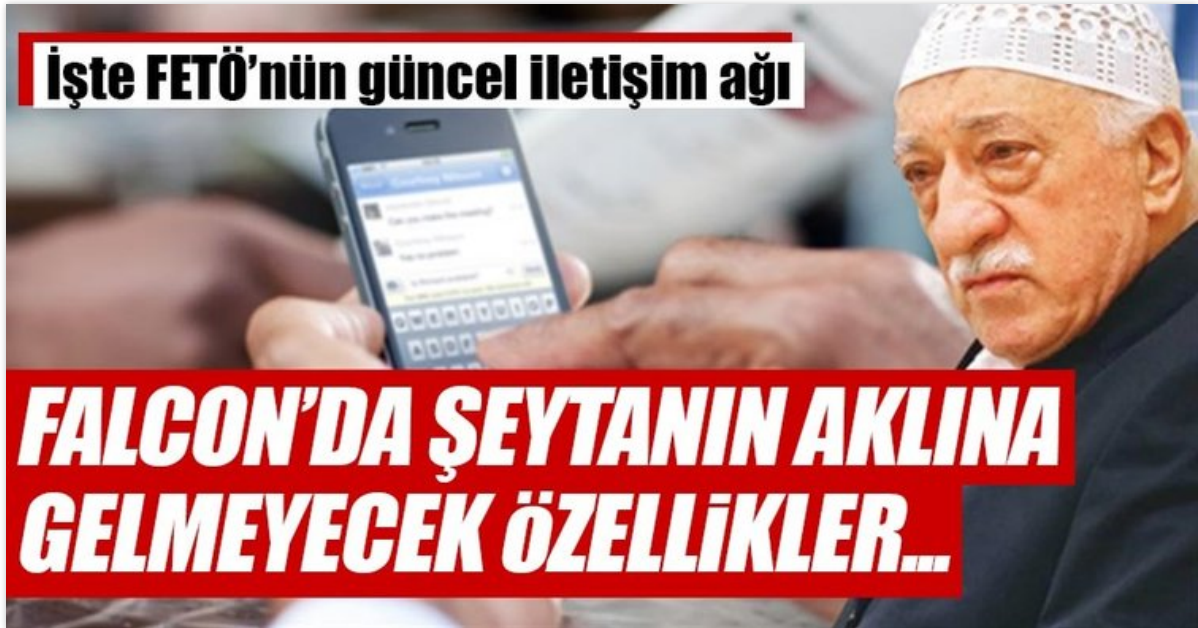 İşte FETÖ'nün güncel iletişim ağı
FALCON'DA ŞEYTANIN AKLINA
GELMEYECEK ÖZELLİKLER...